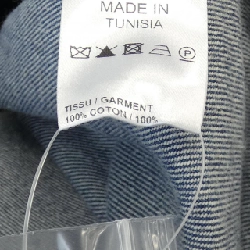 MADE IN
TUNISIA
P
TISSU / GARMENT
100% COTON / 100%